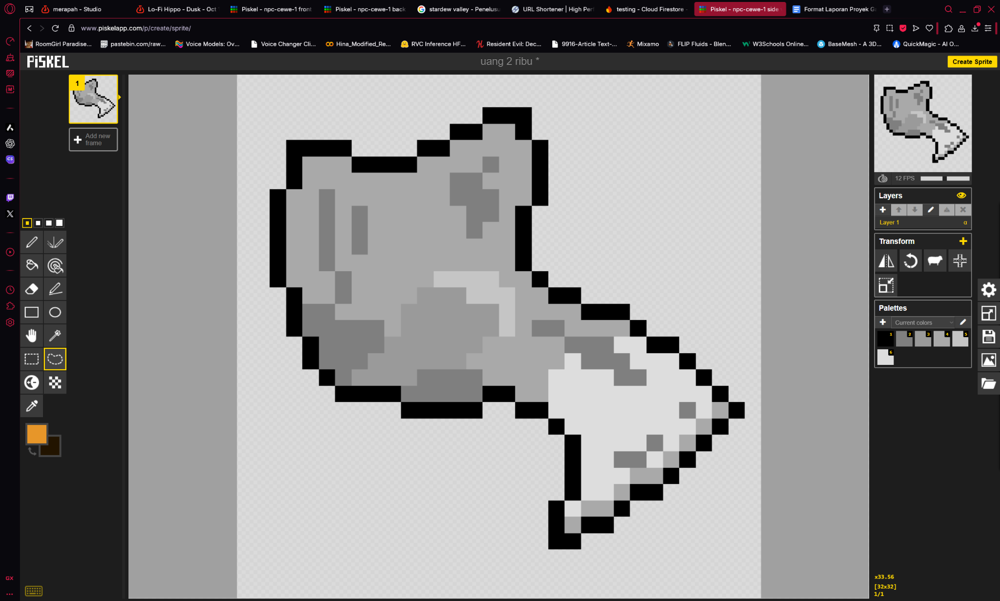 merapah - Studio
Lo-Fi Hippo - Dusk - Oct
Piskel - npc-cewe-1 front
Piskel - npc-cewe-1 back
stardew valley - Penelusu
URL Shortener | High Per
testing - Cloud Firestore -
Piskel - npc-cewe-1 side
Format Laporan Proyek Ga
www.piskelapp.com/p/create/sprite/
RoomGirl Paradise...
pastebin.com/raw...
Voice Models: Ov...
Voice Changer Cli...
Hina_Modified_Re...
RVC Inference HF...
Resident Evil: Dec...
9916-Article Text-...
Mixamo
FLIP Fluids - Blen...
W3Schools Online...
BaseMesh - A 3D...
QuickMagic - AI O...
PiSKEL
uang 2 ribu *
Create Sprite
1
Add new
frame
12 FPS
Layers
Layer 1
α
Transform
Palettes
Current colors
1
2
3
4
5
6
CS
M
GX
x33.56
[32x32]
1/1